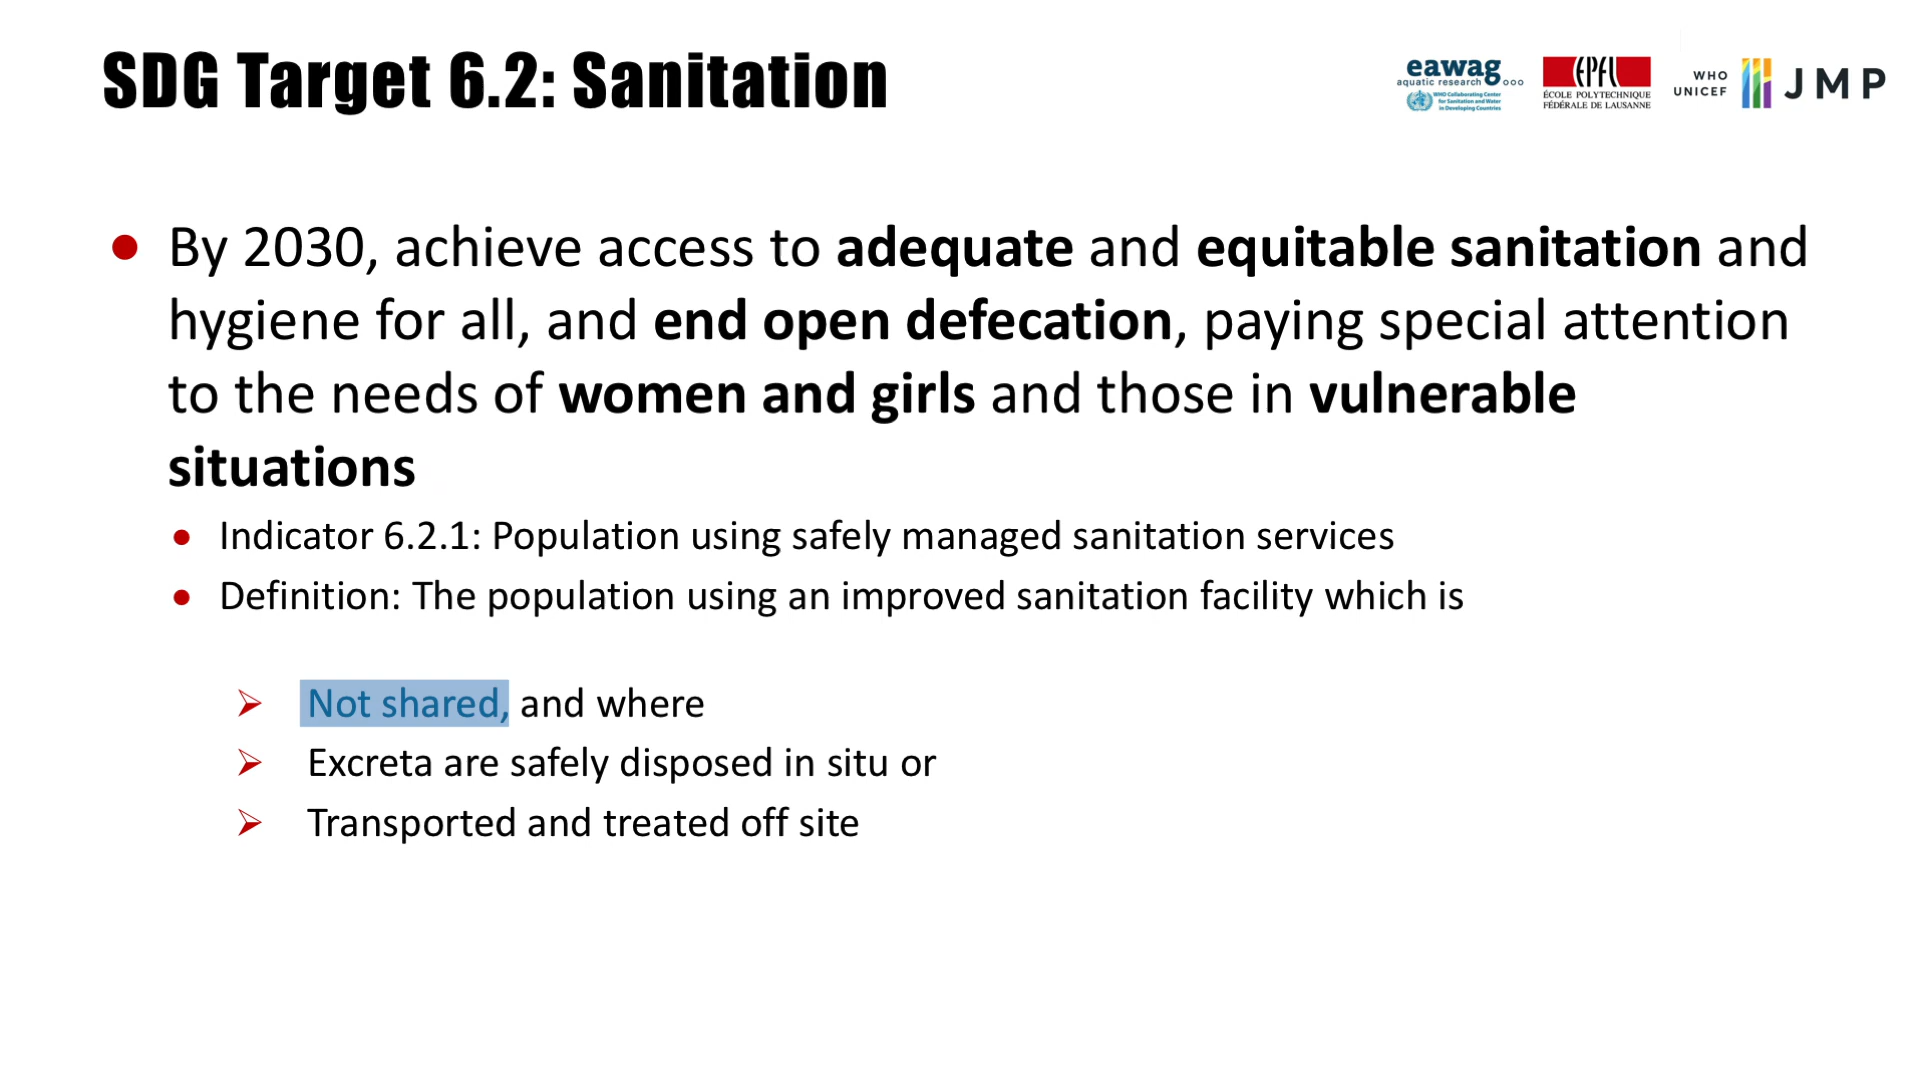 SDG Target 6.2: Sanitation
eawag
aquatic research
WHO Collaborating Center
for Sanitation and Water
in Developing Countries
EPFL
ÉCOLE POLYTECHNIQUE
FÉDÉRALE DE LAUSANNE
WHO
UNICEF
JMP
By 2030, achieve access to adequate and equitable sanitation and
hygiene for all, and end open defecation, paying special attention
to the needs of women and girls and those in vulnerable
situations
Indicator 6.2.1: Population using safely managed sanitation services
Definition: The population using an improved sanitation facility which is
Not shared, and where
Excreta are safely disposed in situ or
Transported and treated off site